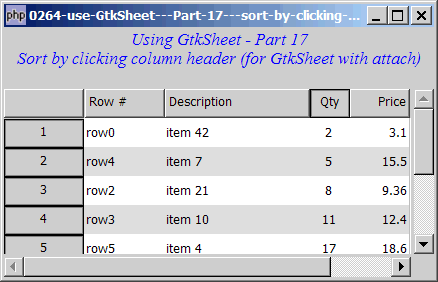 php 0264-use-GtkSheet---Part-17---sort-by-clicking-...
Using GtkSheet - Part 17
Sort by clicking column header (for GtkSheet with attach)
Row # Description Qty Price
1 row0 item 42 2 3.1
2 row4 item 7 5 15.5
3 row2 item 21 8 9.36
4 row3 item 10 11 12.4
5 row5 item 4 17 18.6